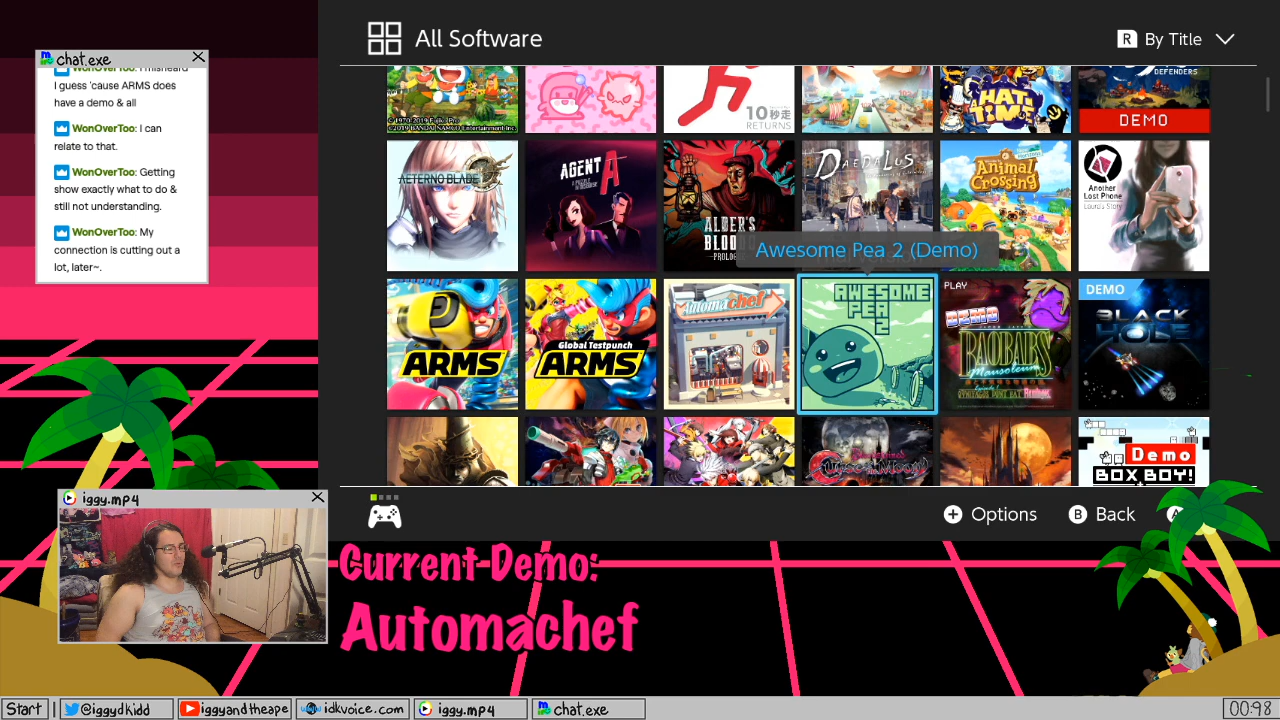 All Software
R By Title
chat.exe
WonOverToo: I misheard
I guess 'cause ARMS does
have a demo & all
WonOverToo: I can
relate to that.
WonOverToo: Getting
show exactly what to do &
still not understanding.
WonOverToo: My
connection is cutting out a
lot, later~.
10秒走
RETURNS
HAT
TIME
DEFENDERS
DEMO
AETERNO BLADE
AGENT A
ALDER'S
BLOOD
PROLOGUE
DAEDALUS
Animal
Crossing
Another
Lost Phone
Laura's Story
Awesome Pea 2 (Demo)
ARMS
Global Testpunch
ARMS
Automachef
AWESOME
PEA
2
PLAY
DEMO
BAOBABS
Mausoleum
DEMO
BLACK
HOLE
Demo
BOX BOY!
+ Options
B Back
A
iggy.mp4
Current Demo:
Automachef
Start
@iggydkidd
iggyandtheape
www idkvoice.com
iggy.mp4
chat.exe
00:98